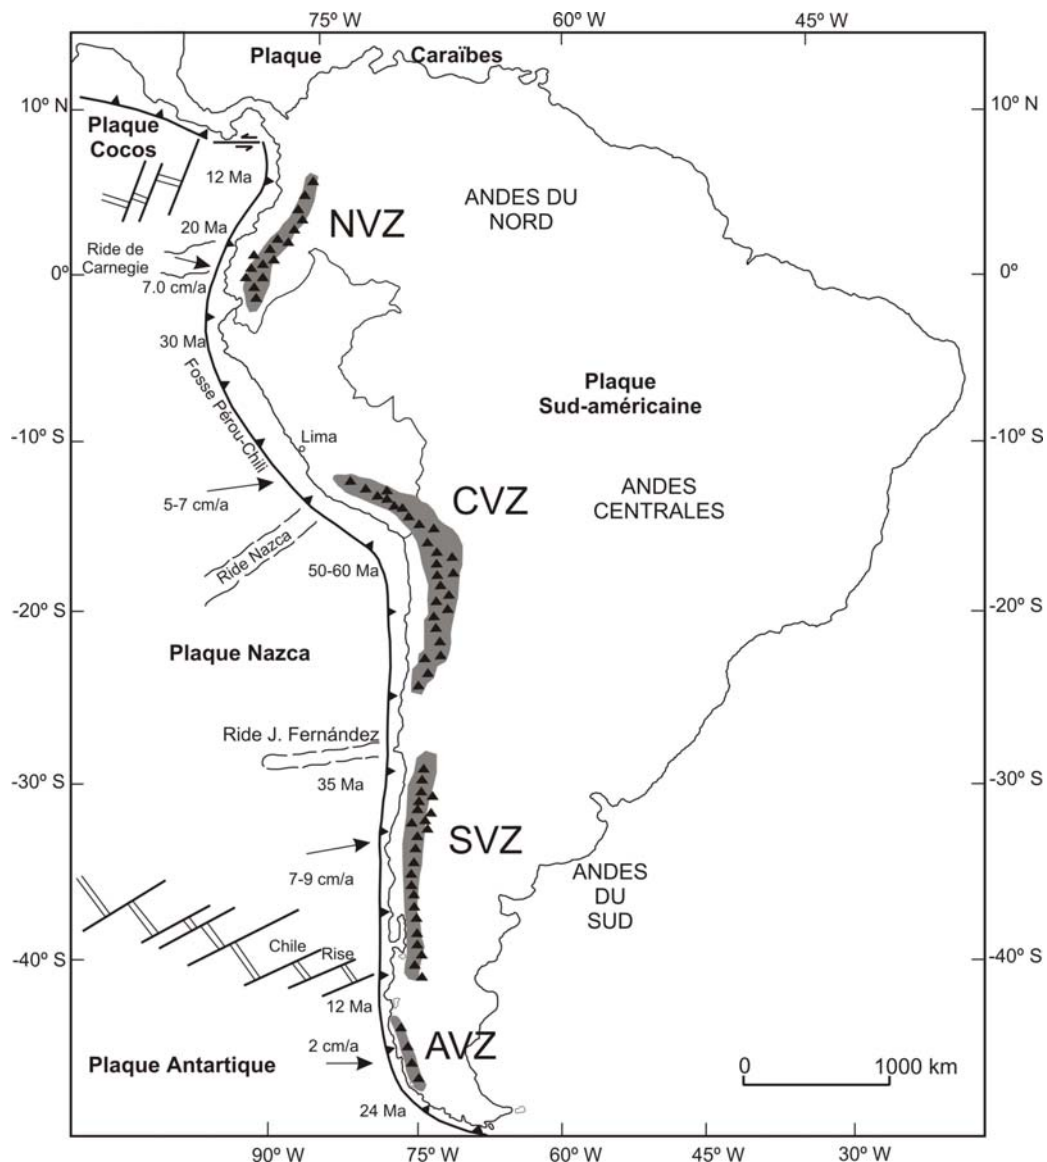 75º W
60º W
45º W
Plaque
Caraïbes
10º N
10º N
Plaque
Cocos
12 Ma
ANDES DU
NORD
NVZ
20 Ma
Ride de
Carnegie
0º
0º
7.0 cm/a
30 Ma
Fosse Pérou-Chili
Plaque
Sud-américaine
-10º S
-10º S
Lima
CVZ
ANDES
CENTRALES
5-7 cm/a
Ride Nazca
50-60 Ma
-20º S
-20º S
Plaque Nazca
Ride J. Fernández
-30º S
-30º S
35 Ma
SVZ
7-9 cm/a
ANDES
DU
SUD
Chile
Rise
-40º S
-40º S
12 Ma
2 cm/a
AVZ
Plaque Antartique
0
1000 km
24 Ma
90º W
75º W
60º W
45º W
30º W